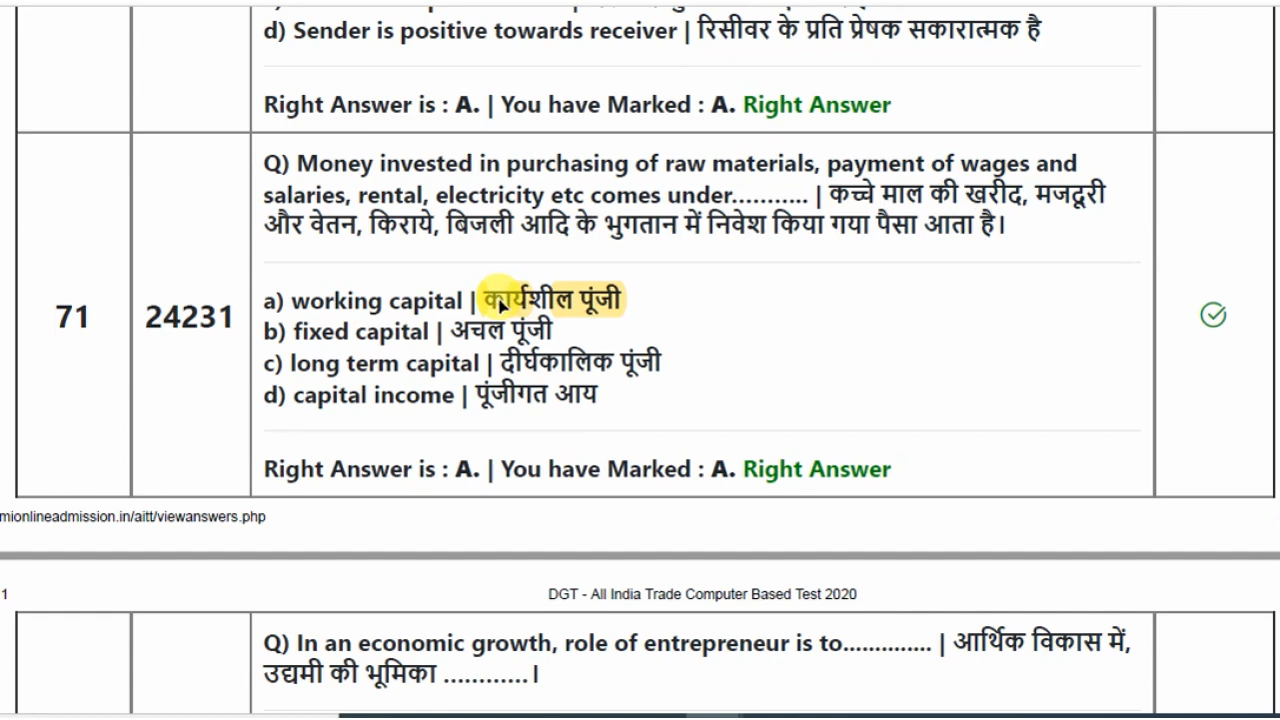 d) Sender is positive towards receiver | रिसीवर के प्रति प्रेषक सकारात्मक है
Right Answer is : A. | You have Marked : A. Right Answer
71
24231
Q) Money invested in purchasing of raw materials, payment of wages and
salaries, rental, electricity etc comes under........... | कच्चे माल की खरीद, मजदूरी
और वेतन, किराये, बिजली आदि के भुगतान में निवेश किया गया पैसा आता है।
a) working capital | कार्यशील पूंजी
b) fixed capital | अचल पूंजी
c) long term capital | दीर्घकालिक पूंजी
d) capital income | पूंजीगत आय
Right Answer is : A. | You have Marked : A. Right Answer
mionlineadmission.in/aitt/viewanswers.php
1
DGT - All India Trade Computer Based Test 2020
Q) In an economic growth, role of entrepreneur is to.............. | आर्थिक विकास में,
उद्यमी की भूमिका ............।